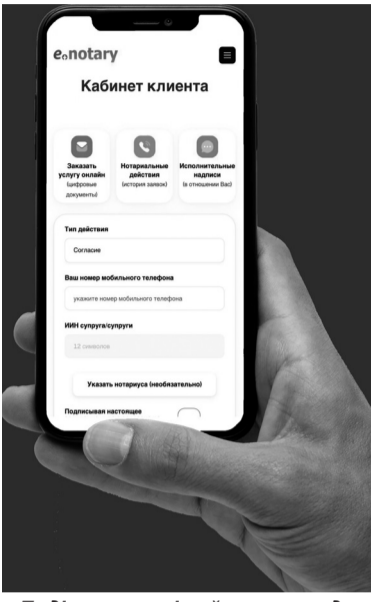 e-notary
Кабинет клиента
Заказать
услугу онлайн
(цифровые
документы)
Нотариальные
действия
(история заявок)
Исполнительные
надписи
(в отношении Вас)
Тип действия
Согласие
Ваш номер мобильного телефона
укажите номер мобильного телефона
ИИН супруга/супруги
12 символов
Указать нотариуса (необязательно)
Подписывая настоящее